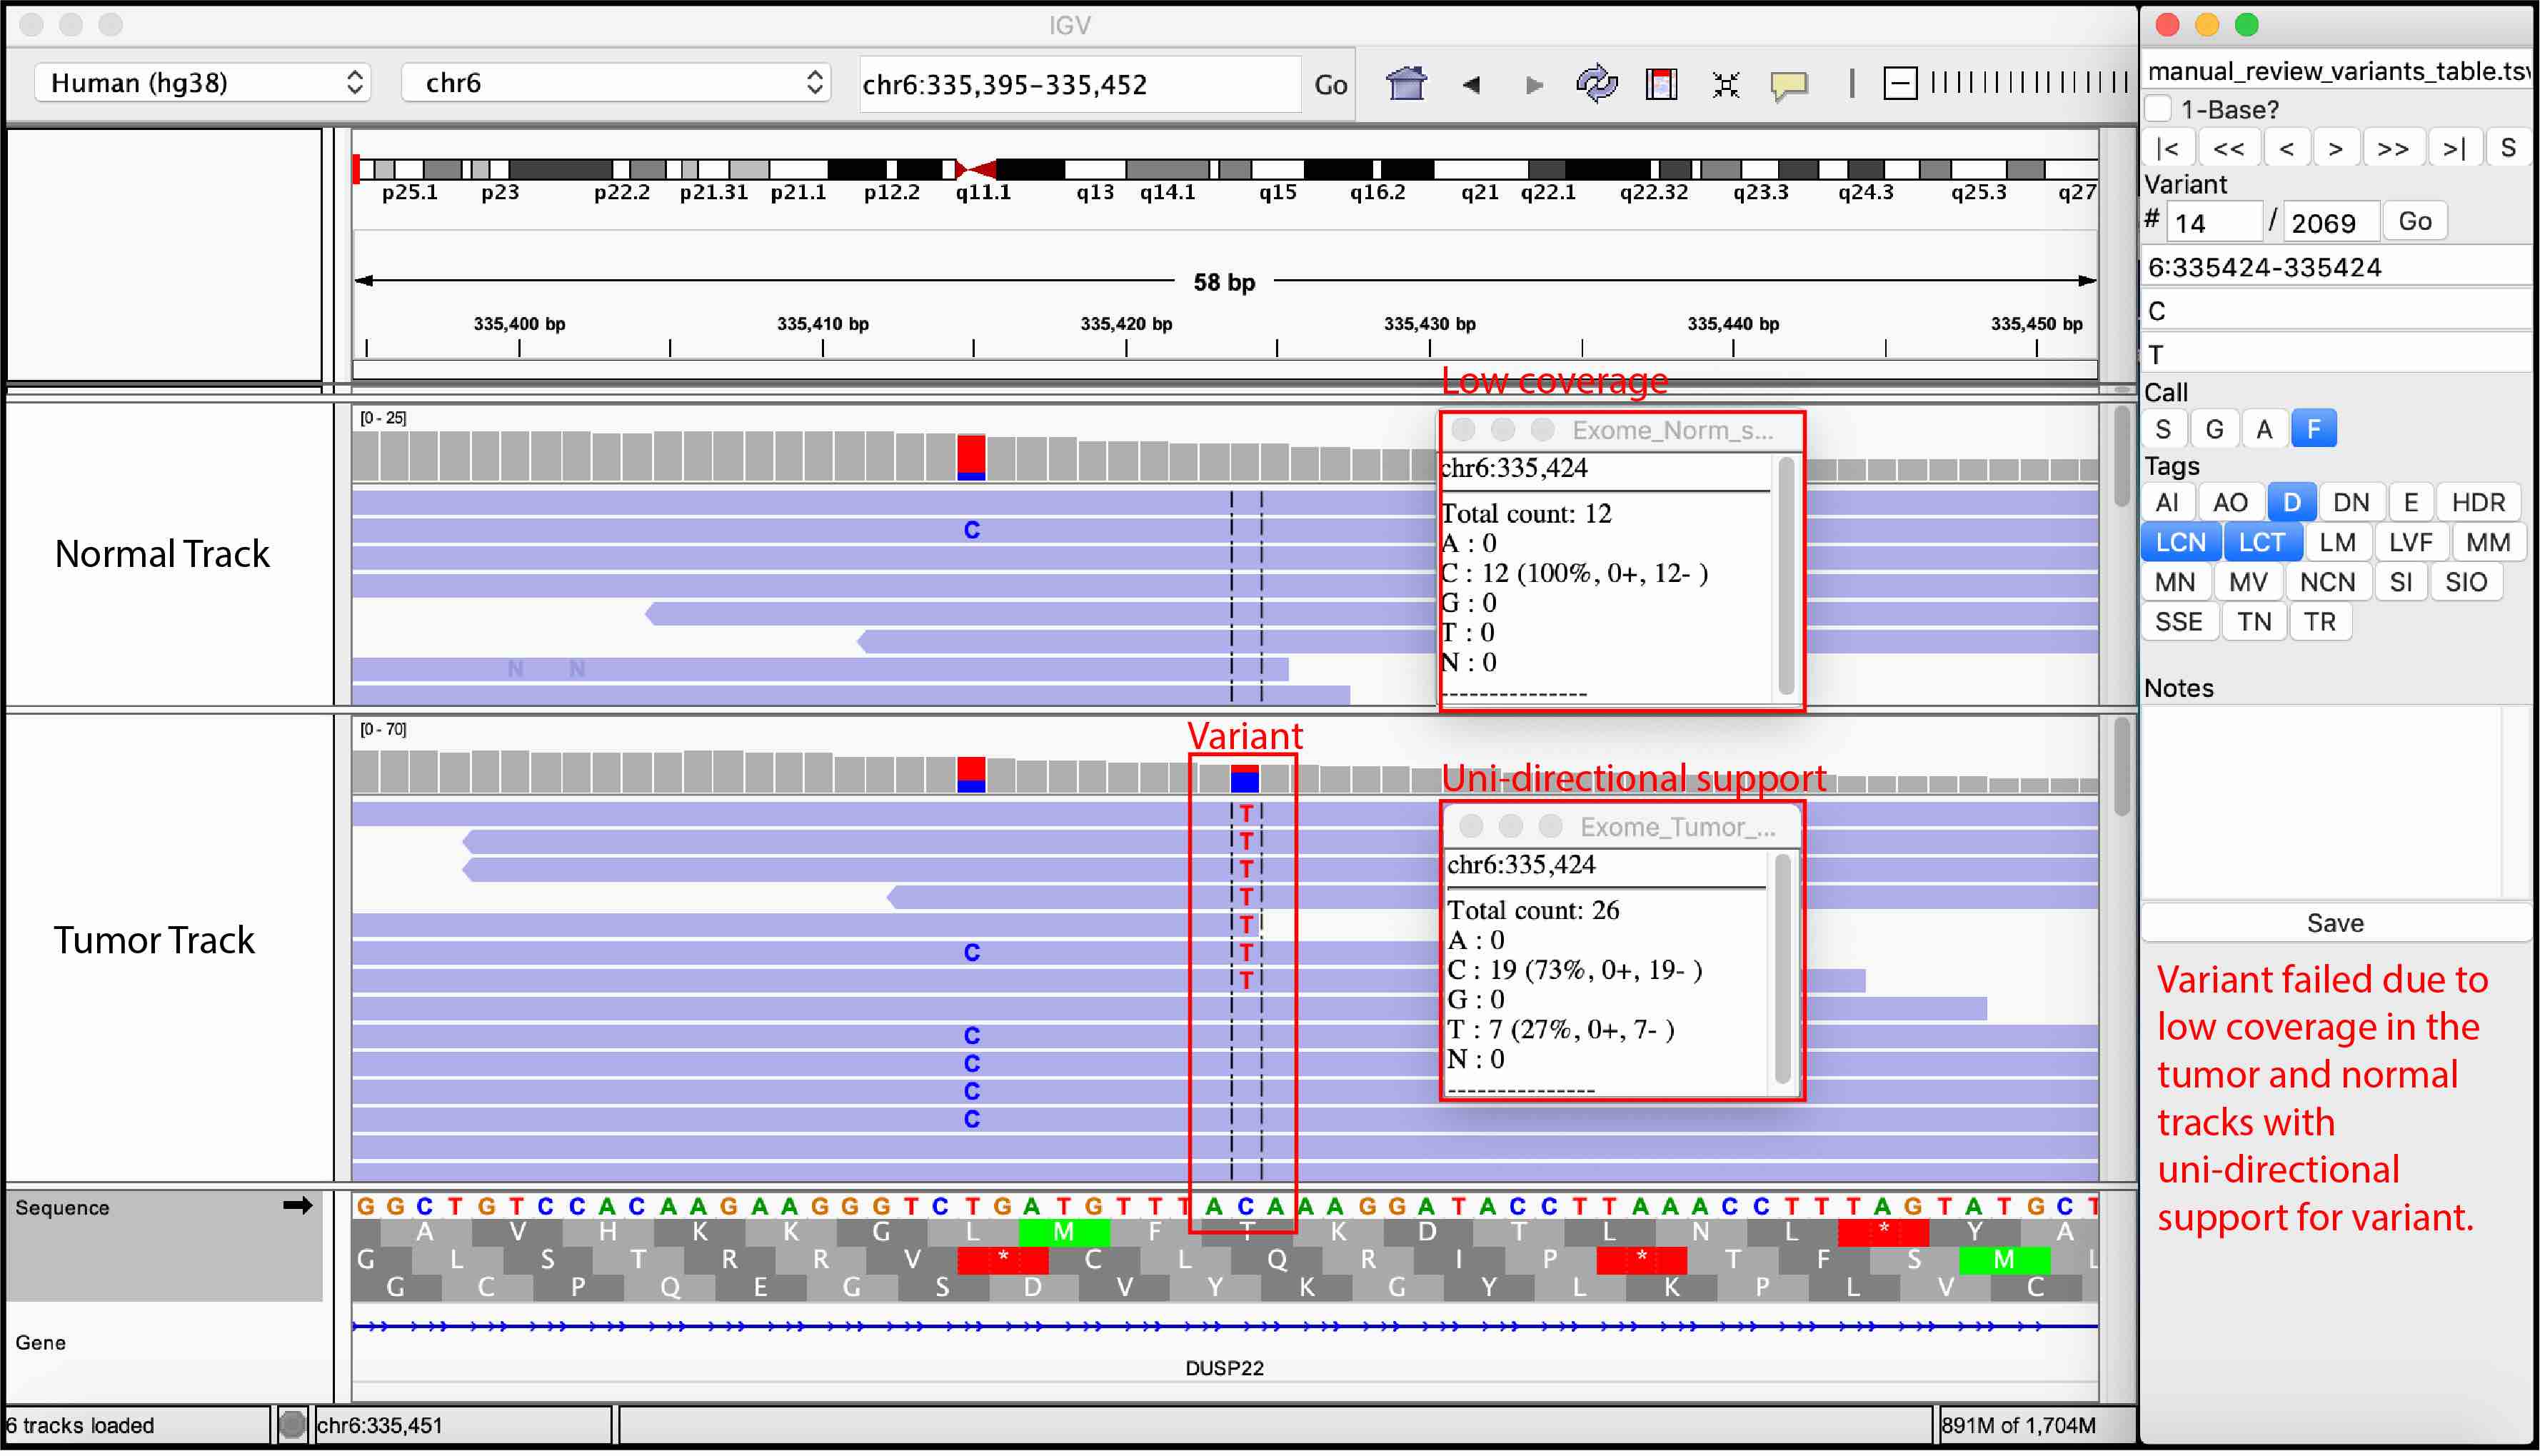 IGV
Human (hg38) chr6 chr6:335,395-335,452 Go
p25.1 p23 p22.2 p21.31 p21.1 p12.2 q11.1 q13 q14.1 q15 q16.2 q21 q22.1 q22.32 q23.3 q24.3 q25.3 q27
58 bp
335,400 bp 335,410 bp 335,420 bp 335,430 bp 335,440 bp 335,450 bp
Low coverage
Normal Track
[0 - 25]
C
N N
Exome_Norm_s...
chr6:335,424
Total count: 12
A : 0
C : 12 (100%, 0+, 12- )
G : 0
T : 0
N : 0
---------------
Variant
Uni-directional support
Tumor Track
[0 - 70]
T
T
T
T
T
C T
T
C
C
C
C
Exome_Tumor_...
chr6:335,424
Total count: 26
A : 0
C : 19 (73%, 0+, 19- )
G : 0
T : 7 (27%, 0+, 7- )
N : 0
---------------
Sequence
G G C T G T C C A C A A G A A G G G T C T G A T G T T T A C A A A G G A T A C C T T A A A C C T T T A G T A T G C T
A V H K K G L M F T K D T L N L * Y A
G L S T R R V * C L Q R I P * T F S M L
G C P Q E G S D V Y K G Y L K P L V C
Gene
DUSP22
6 tracks loaded chr6:335,451 891M of 1,704M
manual_review_variants_table.tsv
1-Base?
|< << < > >> >| S
Variant
# 14 / 2069 Go
6:335424-335424
C
T
Call
S G A F
Tags
AI AO D DN E HDR
LCN LCT LM LVF MM
MN MV NCN SI SIO
SSE TN TR
Notes
Save
Variant failed due to
low coverage in the
tumor and normal
tracks with
uni-directional
support for variant.